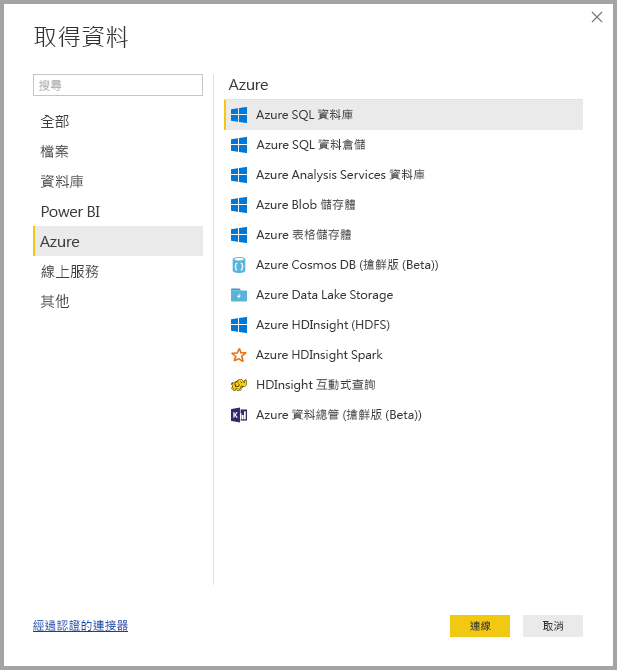 取得資料
搜尋
全部
檔案
資料庫
Power BI
Azure
線上服務
其他
Azure
Azure SQL 資料庫
Azure SQL 資料倉儲
Azure Analysis Services 資料庫
Azure Blob 儲存體
Azure 表格儲存體
Azure Cosmos DB (搶鮮版 (Beta))
Azure Data Lake Storage
Azure HDInsight (HDFS)
Azure HDInsight Spark
HDInsight 互動式查詢
Azure 資料總管 (搶鮮版 (Beta))
經過認證的連接器
連線
取消